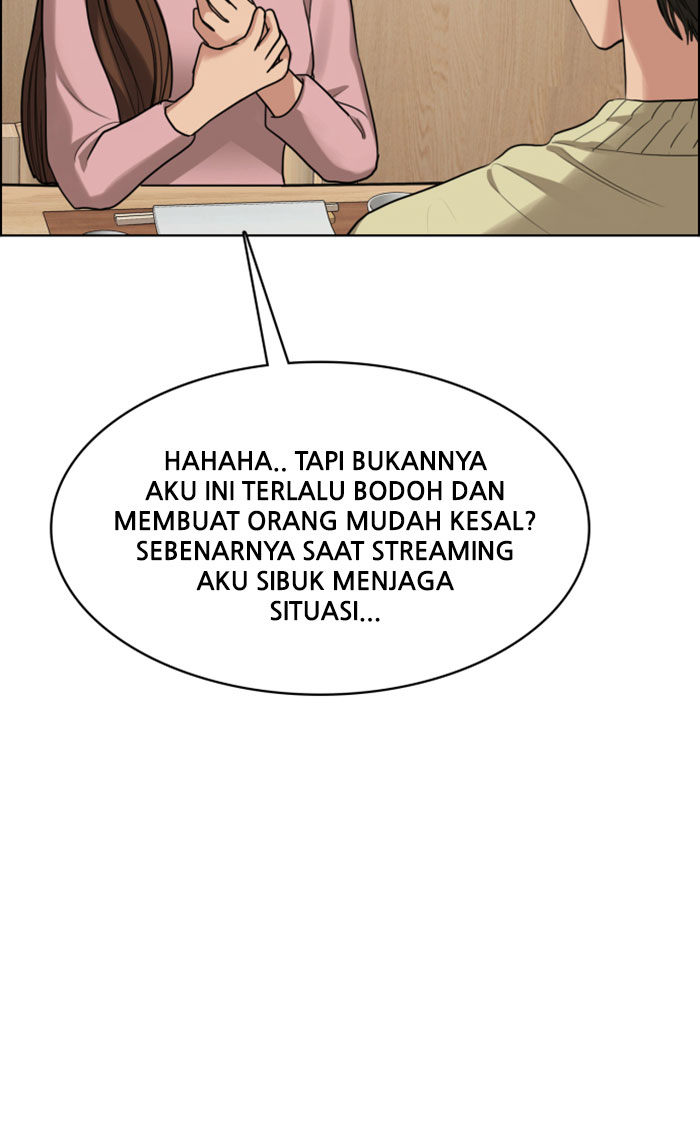 HAHAHA.. TAPI BUKANNYA
AKU INI TERLALU BODOH DAN
MEMBUAT ORANG MUDAH KESAL?
SEBENARNYA SAAT STREAMING
AKU SIBUK MENJAGA
SITUASI...